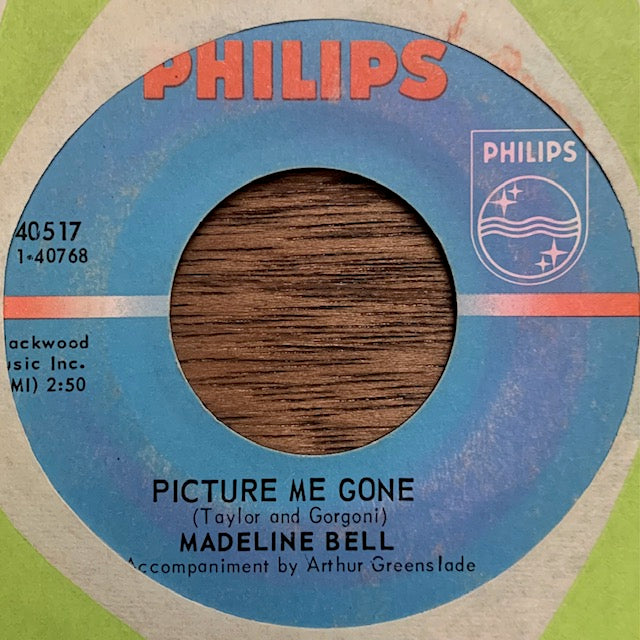 PHILIPS
PHILIPS
40517
1-40768
ackwood
usic Inc.
MI) 2:50
PICTURE ME GONE
(Taylor and Gorgoni)
MADELINE BELL
Accompaniment by Arthur Greenslade